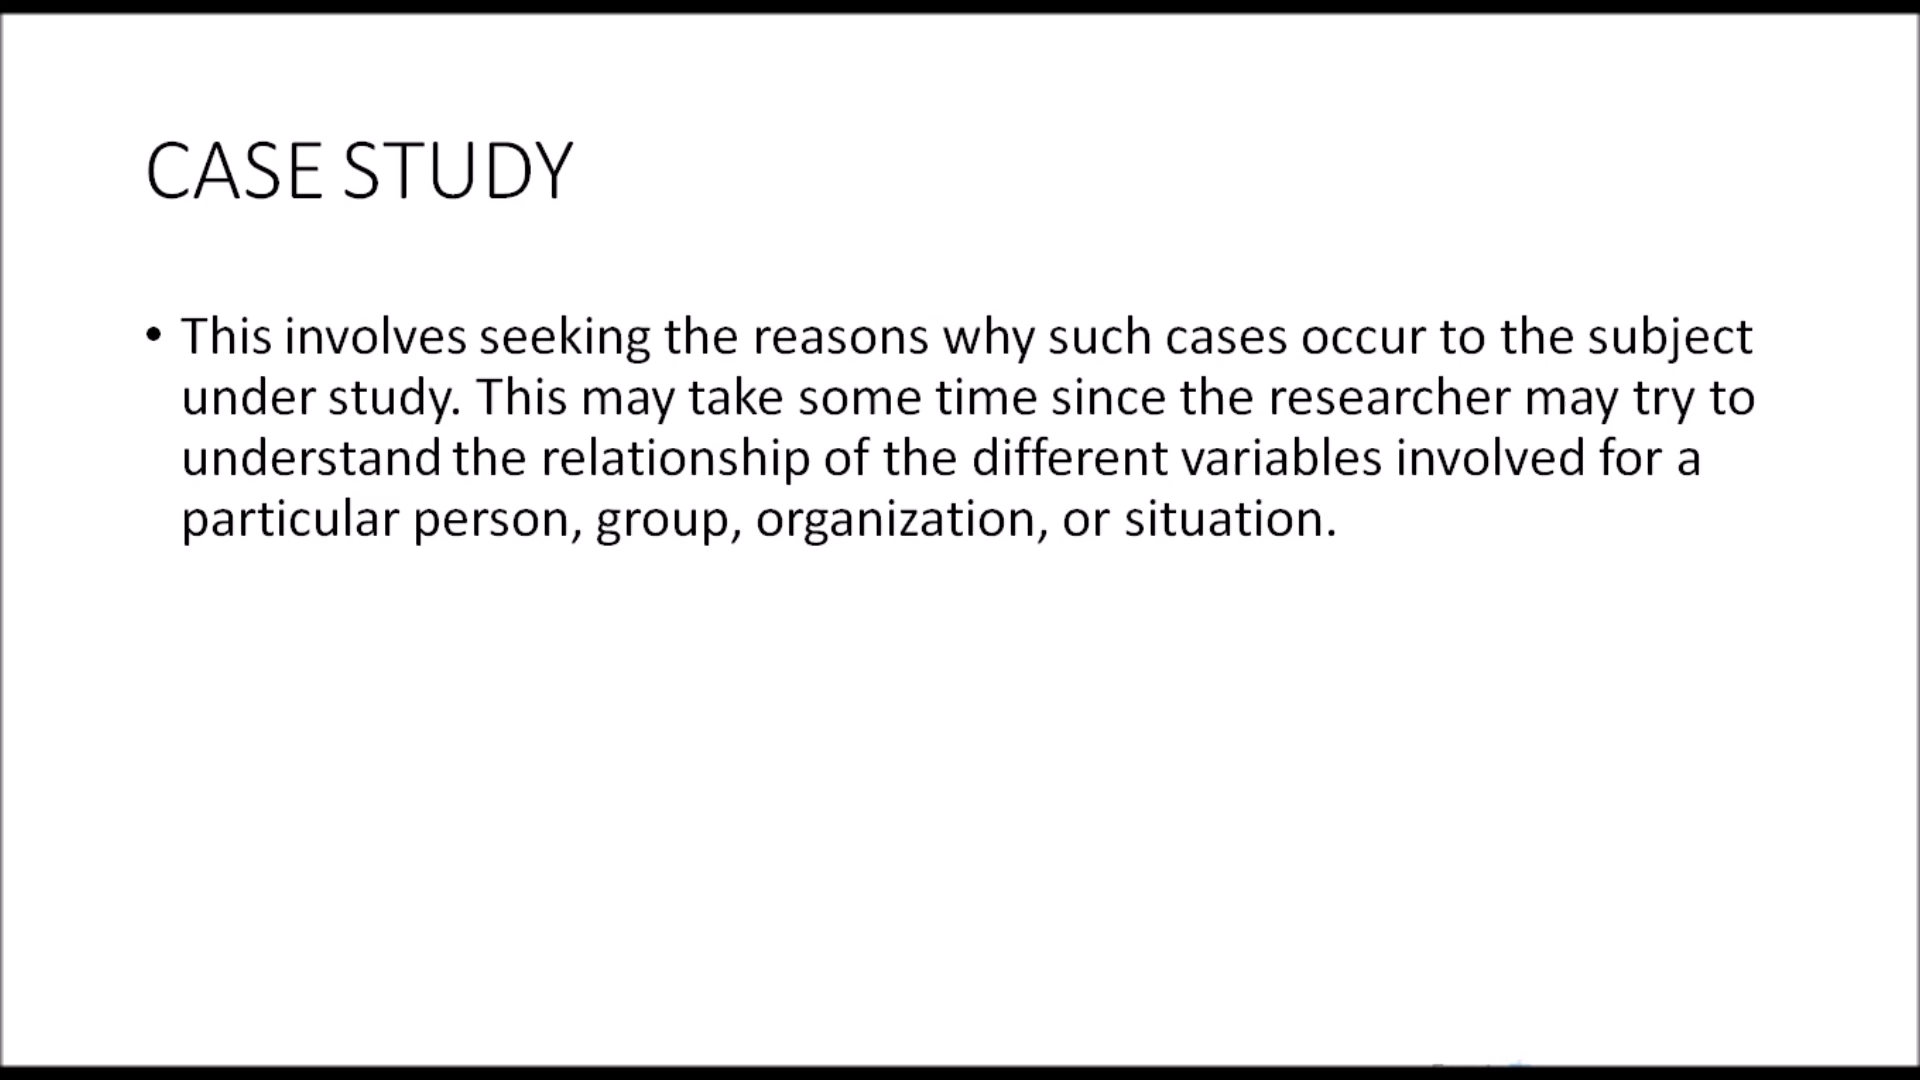 CASE STUDY
• This involves seeking the reasons why such cases occur to the subject
under study. This may take some time since the researcher may try to
understand the relationship of the different variables involved for a
particular person, group, organization, or situation.